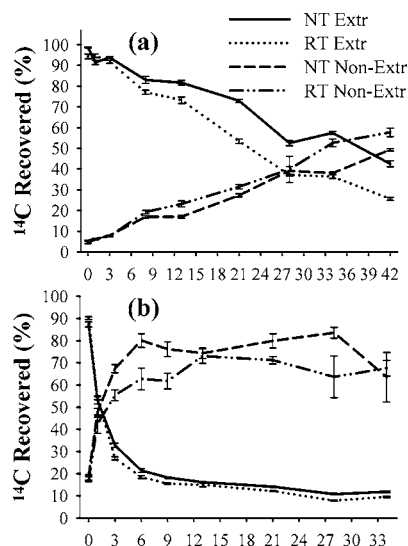 NT Extr
RT Extr
NT Non-Extr
RT Non-Extr
(a)
100
90
80
70
60
50
40
30
20
10
0
¹⁴C Recovered (%)
0 3 6 9 12 15 18 21 24 27 30 33 36 39 42
(b)
100
90
80
70
60
50
40
30
20
10
0
¹⁴C Recovered (%)
0 3 6 9 12 15 18 21 24 27 30 33